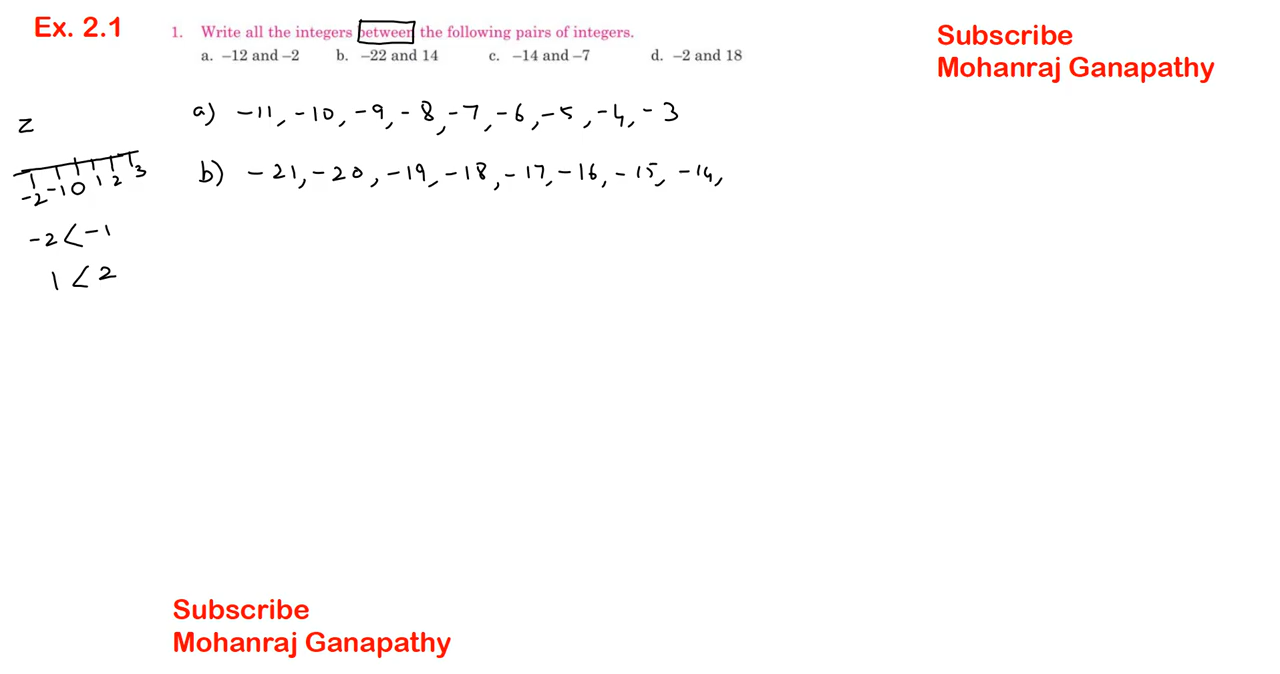 Ex. 2.1
1. Write all the integers between the following pairs of integers.
a. –12 and –2 b. –22 and 14 c. –14 and –7 d. –2 and 18
Subscribe
Mohanraj Ganapathy
a) -11, -10, -9, -8, -7, -6, -5, -4, -3
Z
-2 -1 0 1 2 3
b) -21, -20, -19, -18, -17, -16, -15, -14,
-2 < -1
1 < 2
Subscribe
Mohanraj Ganapathy